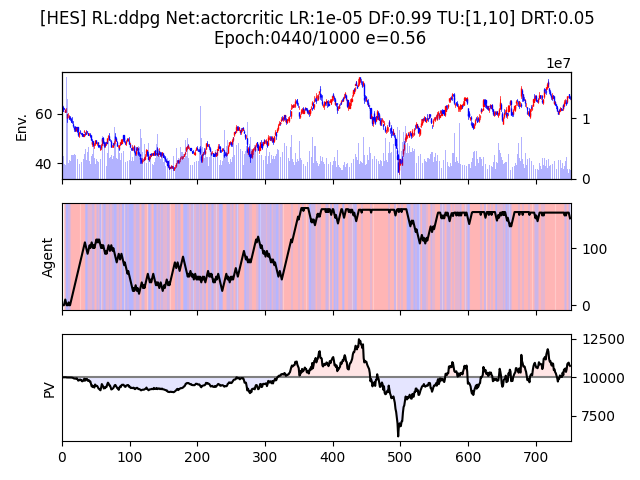 [HES] RL:ddpg Net:actorcritic LR:1e-05 DF:0.99 TU:[1,10] DRT:0.05
Epoch:0440/1000 e=0.56
1e7
Env.
60
40
1
0
Agent
100
0
PV
12500
10000
7500
0 100 200 300 400 500 600 700